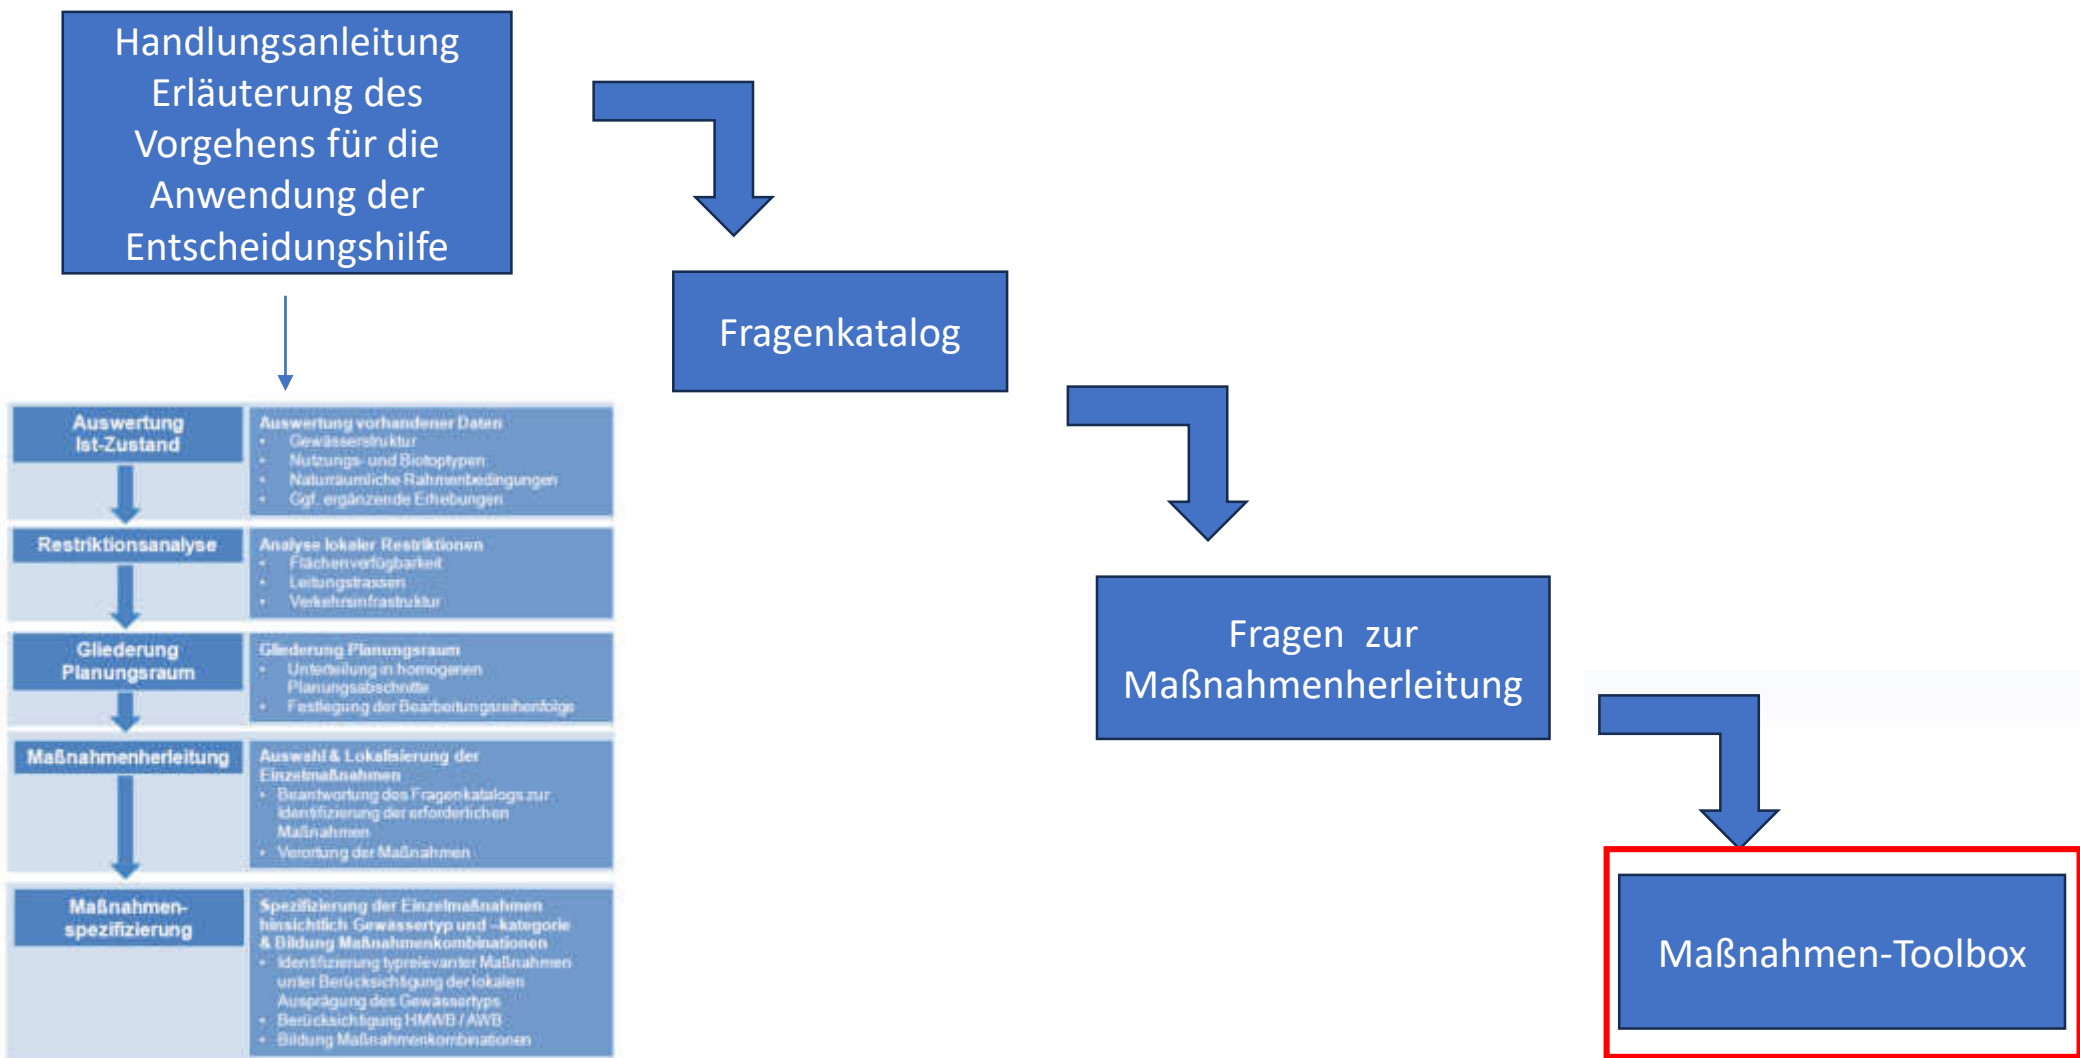 Handlungsanleitung
Erläuterung des
Vorgehens für die
Anwendung der
Entscheidungshilfe
Fragenkatalog
Fragen zur
Maßnahmenherleitung
Maßnahmen-Toolbox
Auswertung
Ist-Zustand
Auswertung vorhandener Daten
• Gewässerstruktur
• Nutzungs- und Biotoptypen
• Naturräumliche Rahmenbedingungen
• Ggf. ergänzende Erhebungen
Restriktionsanalyse
Analyse lokaler Restriktionen
• Flächenverfügbarkeit
• Leitungstrassen
• Verkehrsinfrastruktur
Gliederung
Planungsraum
Gliederung Planungsraum
• Unterteilung in homogenen
Planungsabschnitte
• Festlegung der Bearbeitungsreihenfolge
Maßnahmenherleitung
Auswahl & Lokalisierung der
Einzelmaßnahmen
• Beantwortung des Fragenkatalogs zur
Identifizierung der erforderlichen
Maßnahmen
• Verortung der Maßnahmen
Maßnahmen-
spezifizierung
Spezifizierung der Einzelmaßnahmen
hinsichtlich Gewässertyp und –kategorie
& Bildung Maßnahmenkombinationen
• Identifizierung typrelevanter Maßnahmen
unter Berücksichtigung der lokalen
Ausprägung des Gewässertyps
• Berücksichtigung HMWB / AWB
• Bildung Maßnahmenkombinationen